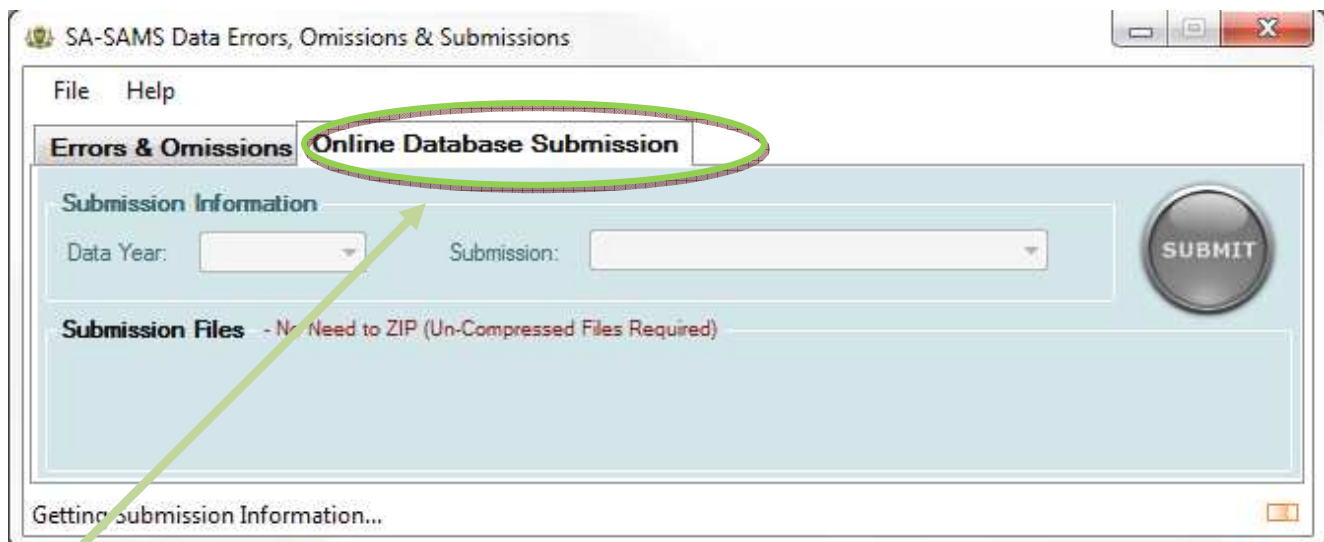 SA-SAMS Data Errors, Omissions & Submissions
File Help
Errors & Omissions Online Database Submission
Submission Information
Data Year: Submission: SUBMIT
Submission Files - No Need to ZIP (Un-Compressed Files Required)
Getting Submission Information...